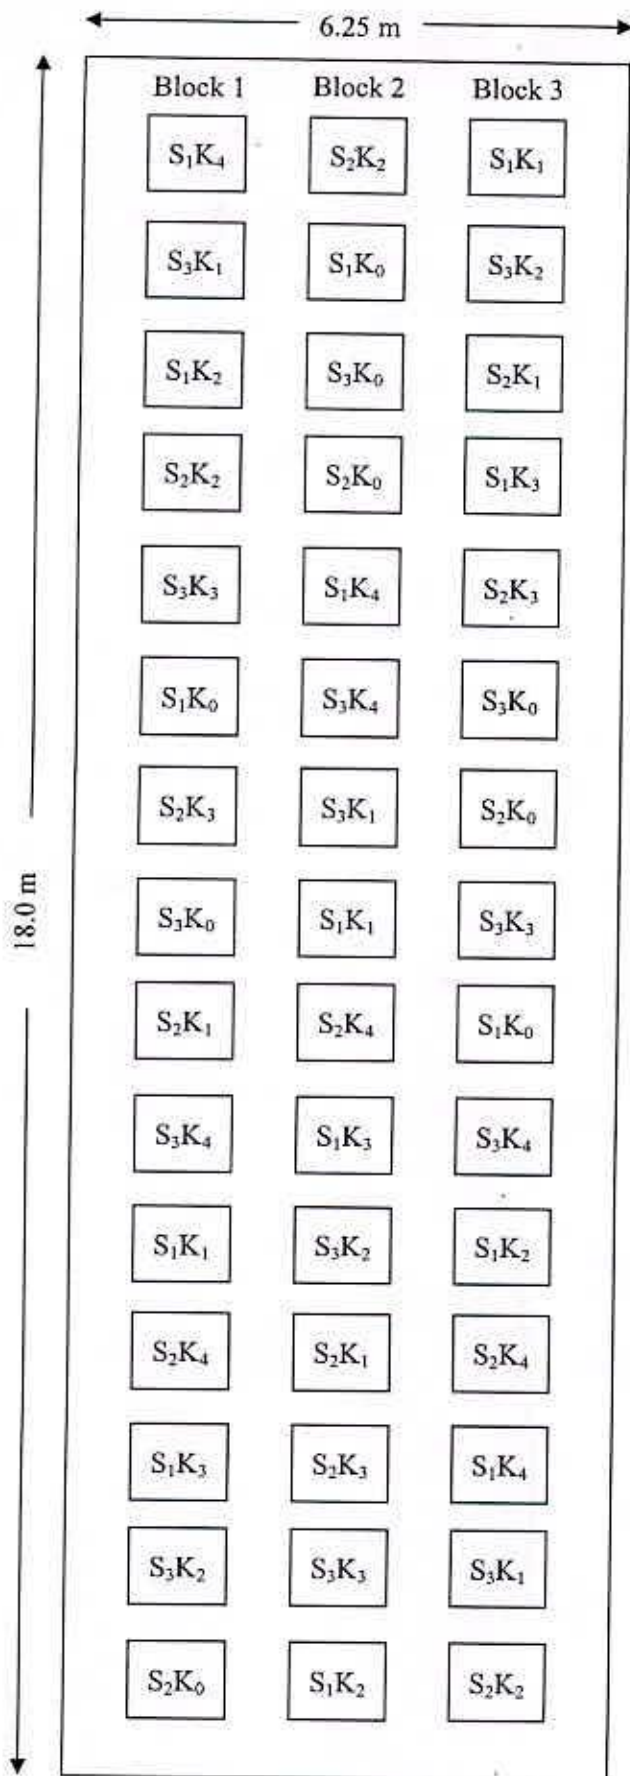 6.25 m
Block 1 Block 2 Block 3
S₁K₄ S₂K₂ S₁K₁
S₃K₁ S₁K₀ S₃K₂
S₁K₂ S₃K₀ S₂K₁
S₂K₂ S₂K₀ S₁K₃
S₃K₃ S₁K₄ S₂K₃
S₁K₀ S₃K₄ S₃K₀
S₂K₃ S₃K₁ S₂K₀
S₃K₀ S₁K₁ S₃K₃
18.0 m
S₂K₁ S₂K₄ S₁K₀
S₃K₄ S₁K₃ S₃K₄
S₁K₁ S₃K₂ S₁K₂
S₂K₄ S₂K₁ S₂K₄
S₁K₃ S₂K₃ S₁K₄
S₃K₂ S₃K₃ S₃K₁
S₂K₀ S₁K₂ S₂K₂